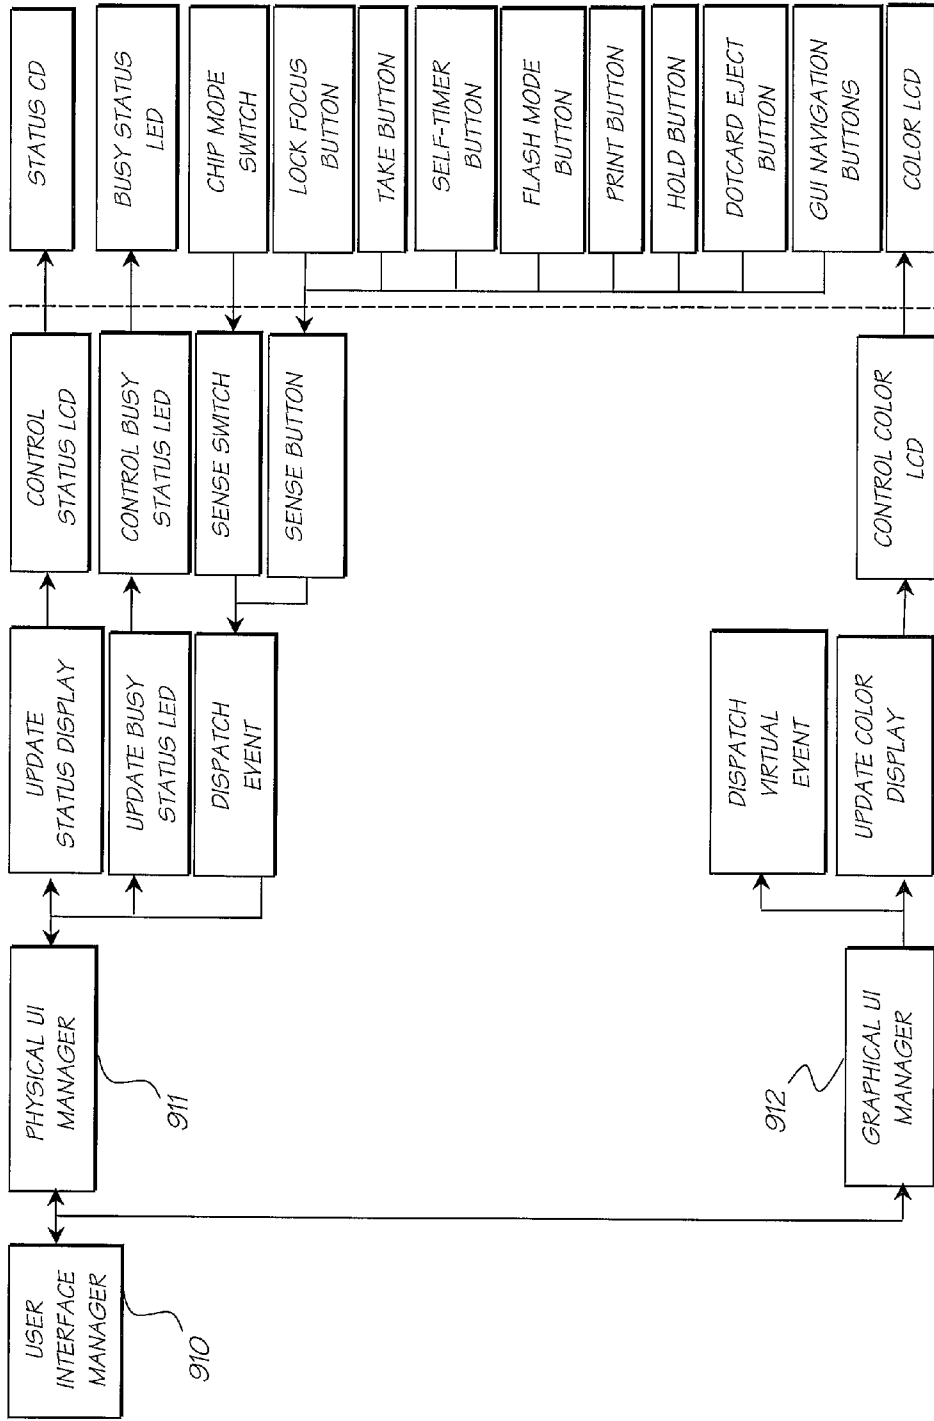 USER
INTERFACE
MANAGER
910
PHYSICAL UI
MANAGER
911
UPDATE
STATUS DISPLAY
CONTROL
STATUS LCD
STATUS CD
UPDATE BUSY
STATUS LED
CONTROL BUSY
STATUS LED
BUSY STATUS
LED
DISPATCH
EVENT
SENSE SWITCH
CHIP MODE
SWITCH
SENSE BUTTON
LOCK FOCUS
BUTTON
TAKE BUTTON
SELF-TIMER
BUTTON
FLASH MODE
BUTTON
PRINT BUTTON
HOLD BUTTON
DOTCARD EJECT
BUTTON
GUI NAVIGATION
BUTTONS
912
GRAPHICAL UI
MANAGER
DISPATCH
VIRTUAL
EVENT
UPDATE COLOR
DISPLAY
CONTROL COLOR
LCD
COLOR LCD